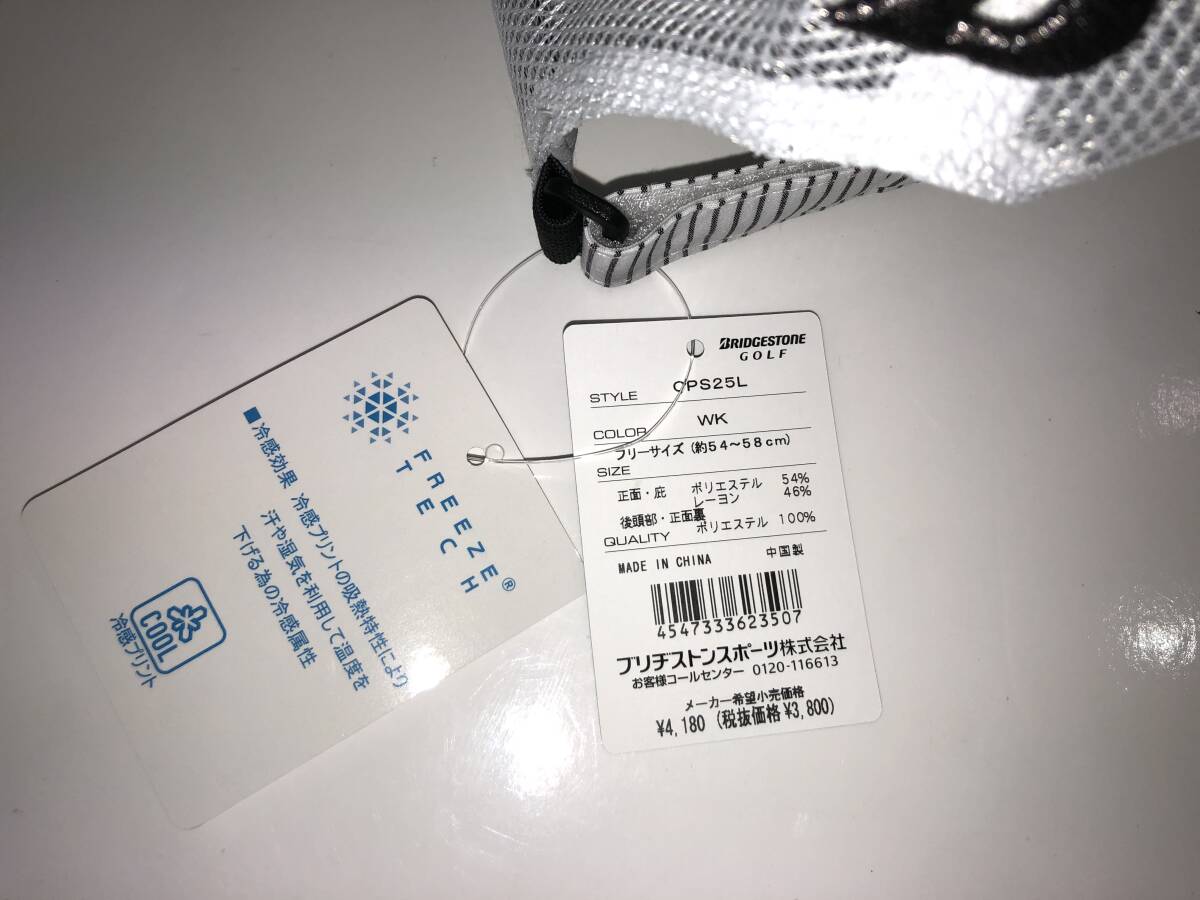 FREEZE®
TECH
■冷感効果 冷感プリントの吸熱特性により
汗や湿気を利用して温度を
下げる為の冷感属性
COOL
冷感プリント
BRIDGESTONE
GOLF
STYLE CPS25L
COLOR WK
フリーサイズ(約54~58cm)
SIZE
正面・庇 ポリエステル 54%
レーヨン 46%
後頭部・正面裏
ポリエステル 100%
QUALITY
MADE IN CHINA 中国製
4547333623507
ブリヂストンスポーツ株式会社
お客様コールセンター 0120-116613
メーカー希望小売価格
¥4,180 (税抜価格¥3,800)